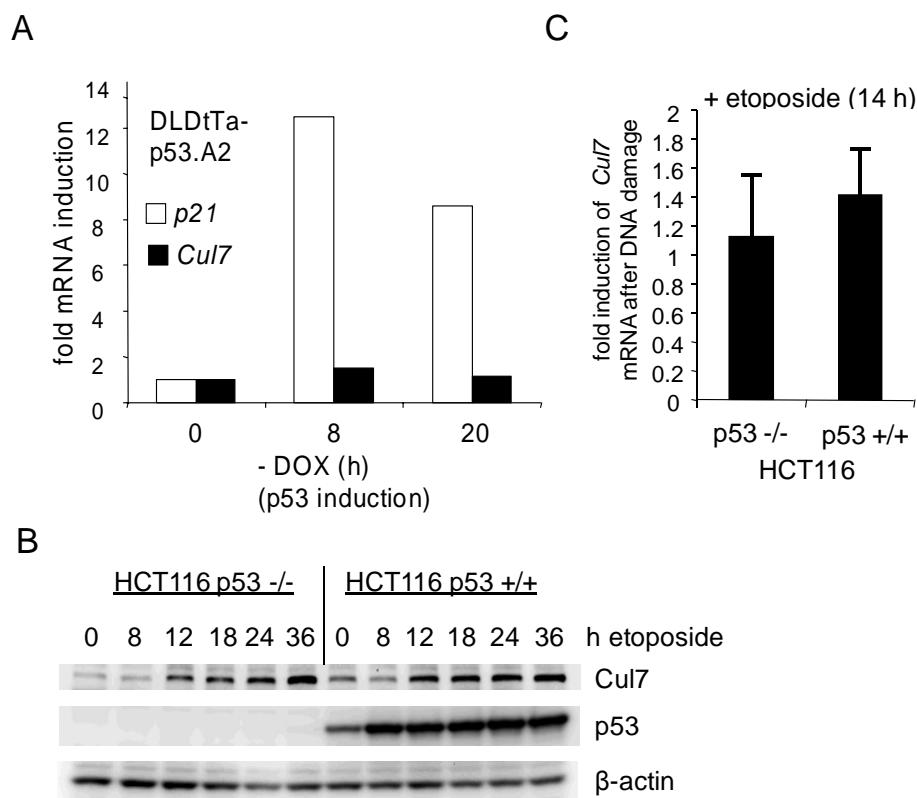 A
14
12
10
8
6
4
2
0
fold mRNA induction
DLDtTa-
p53.A2
p21
Cul7
0 8 20
- DOX (h)
(p53 induction)
C
+ etoposide (14 h)
2
1.8
1.6
1.4
1.2
1
0.8
0.6
0.4
0.2
0
fold induction of Cul7
mRNA after DNA damage
p53 -/- p53 +/+
HCT116
B
HCT116 p53 -/- HCT116 p53 +/+
0 8 12 18 24 36 0 8 12 18 24 36 h etoposide
Cul7
p53
β-actin